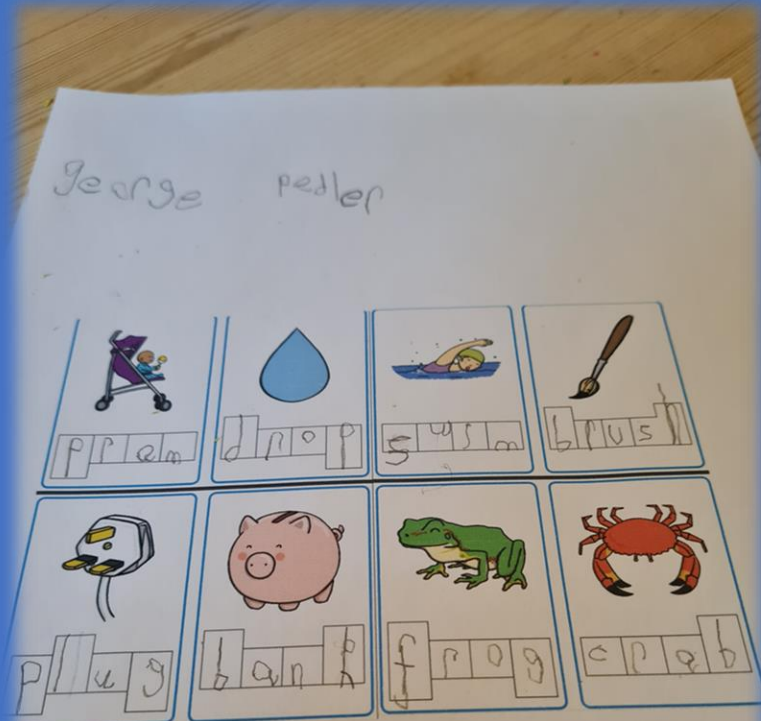 george pedler
pram drop swim brush
plug bank frog crab